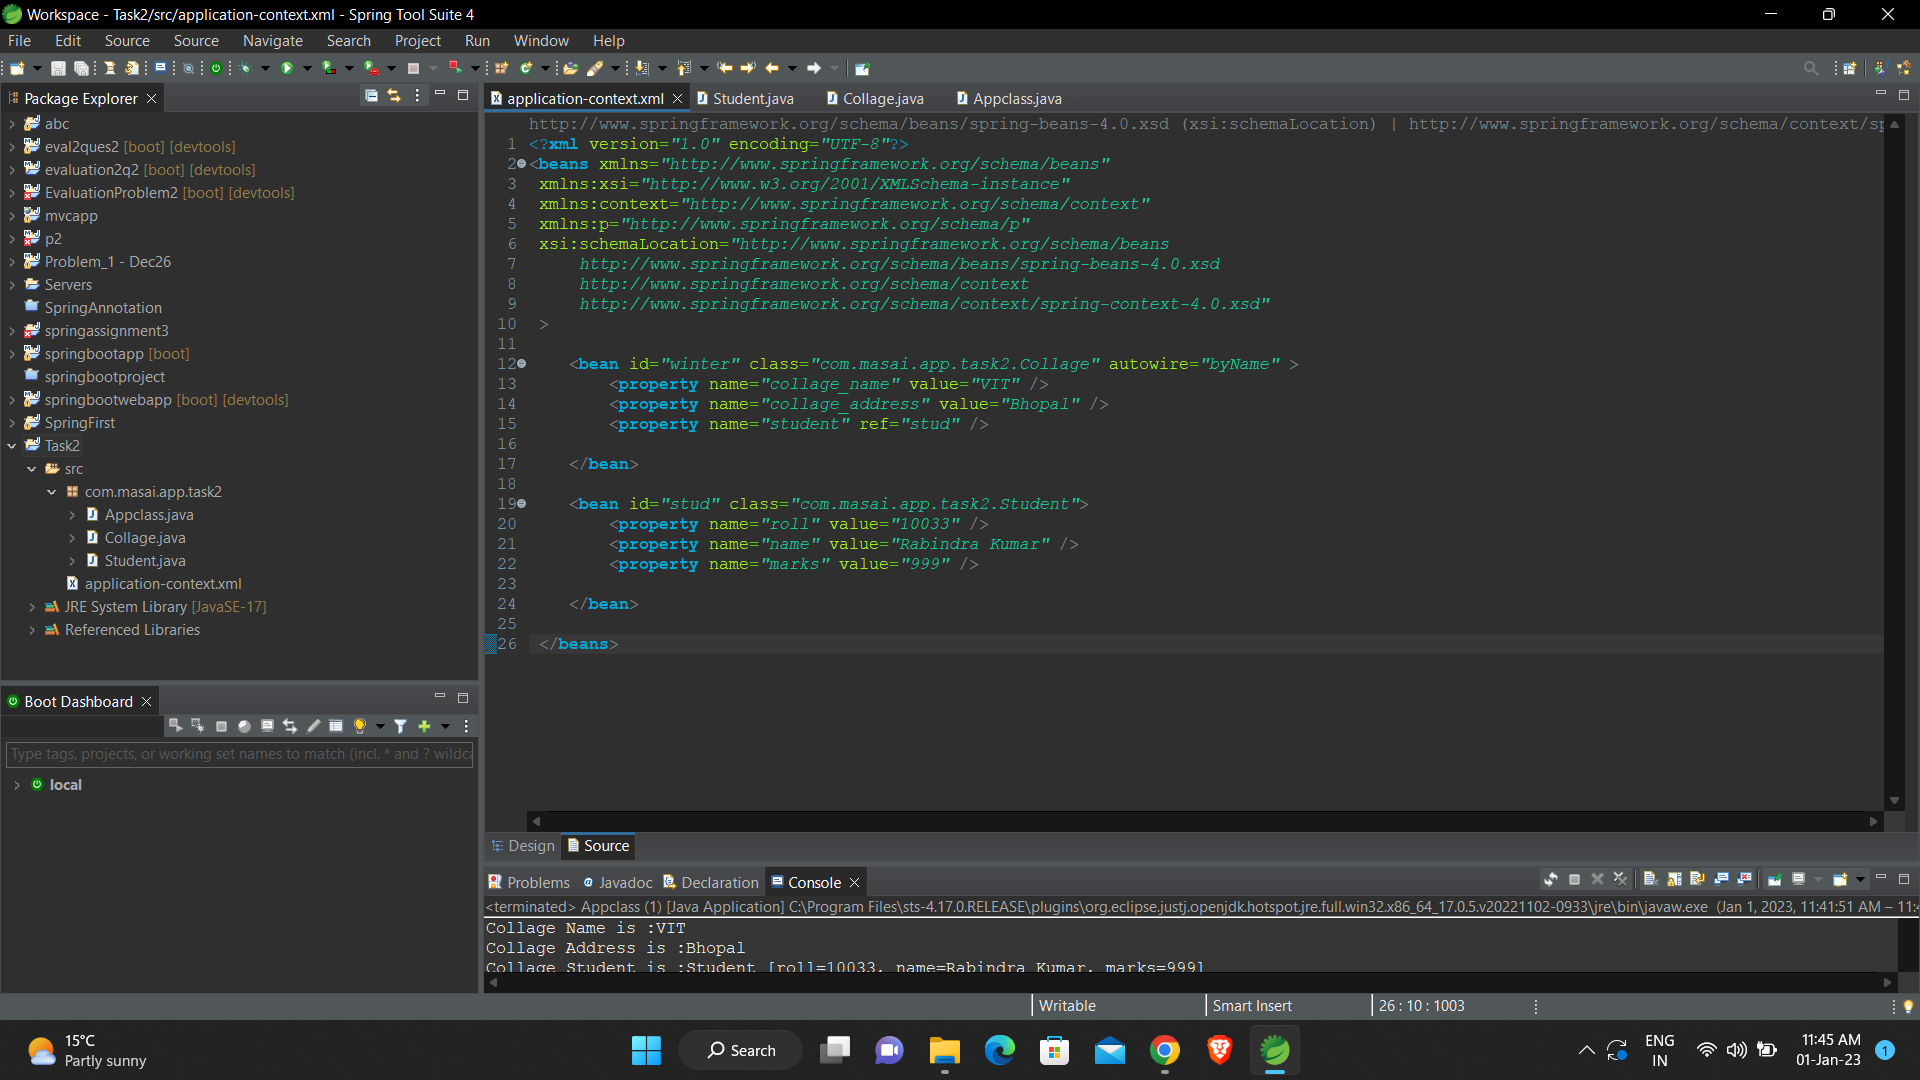 Workspace - Task2/src/application-context.xml - Spring Tool Suite 4
File Edit Source Source Navigate Search Project Run Window Help
Package Explorer
abc
eval2ques2 [boot] [devtools]
evaluation2q2 [boot] [devtools]
EvaluationProblem2 [boot] [devtools]
mvcapp
p2
Problem_1 - Dec26
Servers
SpringAnnotation
springassignment3
springbootapp [boot]
springbootproject
springbootwebapp [boot] [devtools]
SpringFirst
Task2
src
com.masai.app.task2
Appclass.java
Collage.java
Student.java
application-context.xml
JRE System Library [JavaSE-17]
Referenced Libraries
Boot Dashboard
Type tags, projects, or working set names to match (incl. * and ? wildca
local
application-context.xml Student.java Collage.java Appclass.java
http://www.springframework.org/schema/beans/spring-beans-4.0.xsd (xsi:schemaLocation) | http://www.springframework.org/schema/context/sp
1 <?xml version="1.0" encoding="UTF-8"?>
2 <beans xmlns="http://www.springframework.org/schema/beans"
3 xmlns:xsi="http://www.w3.org/2001/XMLSchema-instance"
4 xmlns:context="http://www.springframework.org/schema/context"
5 xmlns:p="http://www.springframework.org/schema/p"
6 xsi:schemaLocation="http://www.springframework.org/schema/beans
7 http://www.springframework.org/schema/beans/spring-beans-4.0.xsd
8 http://www.springframework.org/schema/context
9 http://www.springframework.org/schema/context/spring-context-4.0.xsd"
10 >
11
12 <bean id="winter" class="com.masai.app.task2.Collage" autowire="byName" >
13 <property name="collage_name" value="VIT" />
14 <property name="collage_address" value="Bhopal" />
15 <property name="student" ref="stud" />
16
17 </bean>
18
19 <bean id="stud" class="com.masai.app.task2.Student">
20 <property name="roll" value="10033" />
21 <property name="name" value="Rabindra Kumar" />
22 <property name="marks" value="999" />
23
24 </bean>
25
26 </beans>
Design Source
Problems Javadoc Declaration Console
<terminated> Appclass (1) [Java Application] C:\Program Files\sts-4.17.0.RELEASE\plugins\org.eclipse.justj.openjdk.hotspot.jre.full.win32.x86_64_17.0.5.v20221102-0933\jre\bin\javaw.exe (Jan 1, 2023, 11:41:51 AM – 11:4
Collage Name is :VIT
Collage Address is :Bhopal
Collage Student is :Student [roll=10033, name=Rabindra Kumar, marks=999]
Writable Smart Insert 26 : 10 : 1003
15°C
Partly sunny
Search
ENG
IN
11:45 AM
01-Jan-23
1